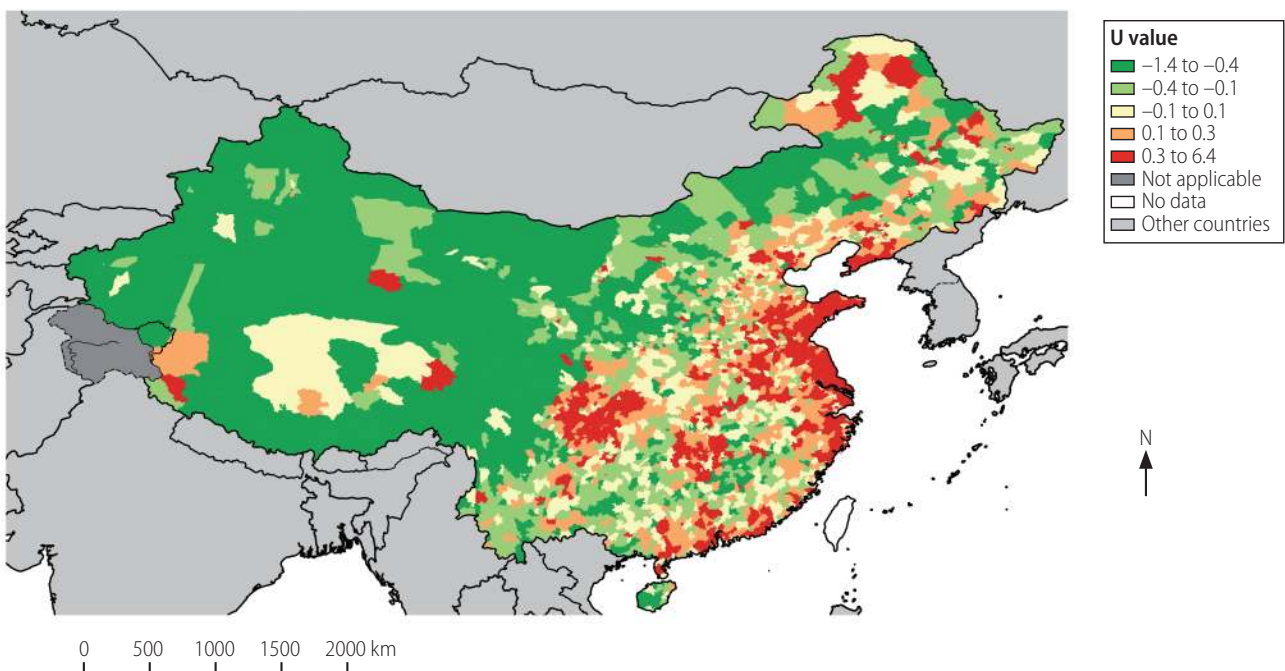 U value
−1.4 to −0.4
−0.4 to −0.1
−0.1 to 0.1
0.1 to 0.3
0.3 to 6.4
Not applicable
No data
Other countries
N
0 500 1000 1500 2000 km